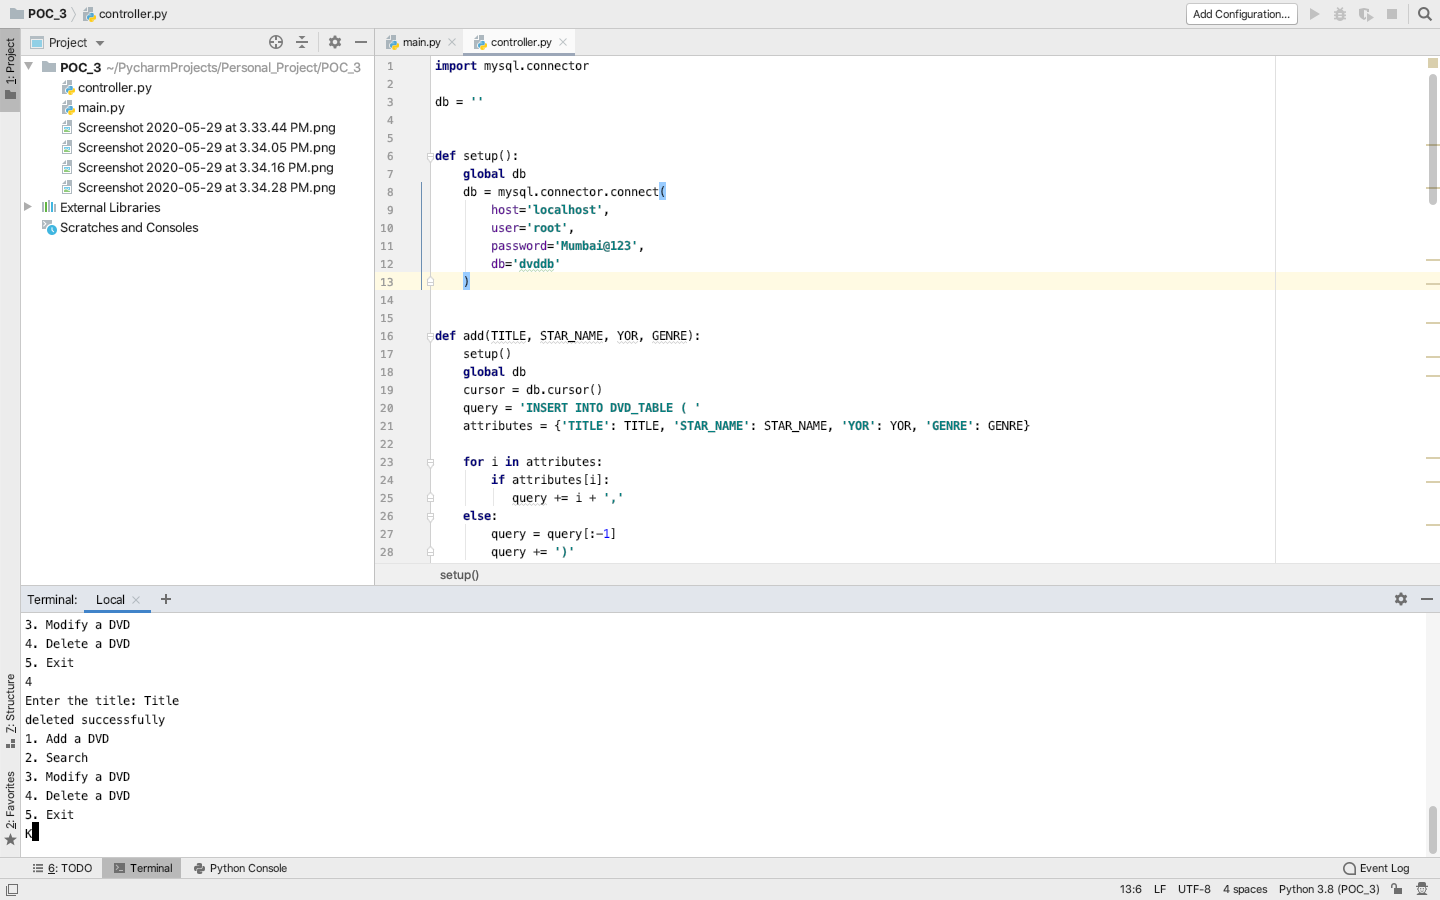 POC_3 controller.py Add Configuration...
1: Project
Project
main.py controller.py
POC_3 ~/PycharmProjects/Personal_Project/POC_3
controller.py
main.py
Screenshot 2020-05-29 at 3.33.44 PM.png
Screenshot 2020-05-29 at 3.34.05 PM.png
Screenshot 2020-05-29 at 3.34.16 PM.png
Screenshot 2020-05-29 at 3.34.28 PM.png
External Libraries
Scratches and Consoles
1 import mysql.connector
2
3 db = ''
4
5
6 def setup():
7 global db
8 db = mysql.connector.connect(
9 host='localhost',
10 user='root',
11 password='Mumbai@123',
12 db='dvddb'
13 )
14
15
16 def add(TITLE, STAR_NAME, YOR, GENRE):
17 setup()
18 global db
19 cursor = db.cursor()
20 query = 'INSERT INTO DVD_TABLE ( '
21 attributes = {'TITLE': TITLE, 'STAR_NAME': STAR_NAME, 'YOR': YOR, 'GENRE': GENRE}
22
23 for i in attributes:
24 if attributes[i]:
25 query += i + ','
26 else:
27 query = query[:-1]
28 query += ')'
setup()
Terminal: Local
3. Modify a DVD
4. Delete a DVD
5. Exit
4
Enter the title: Title
deleted successfully
1. Add a DVD
2. Search
3. Modify a DVD
4. Delete a DVD
5. Exit
K
Z: Structure
2: Favorites
6: TODO Terminal Python Console Event Log
13:6 LF UTF-8 4 spaces Python 3.8 (POC_3)